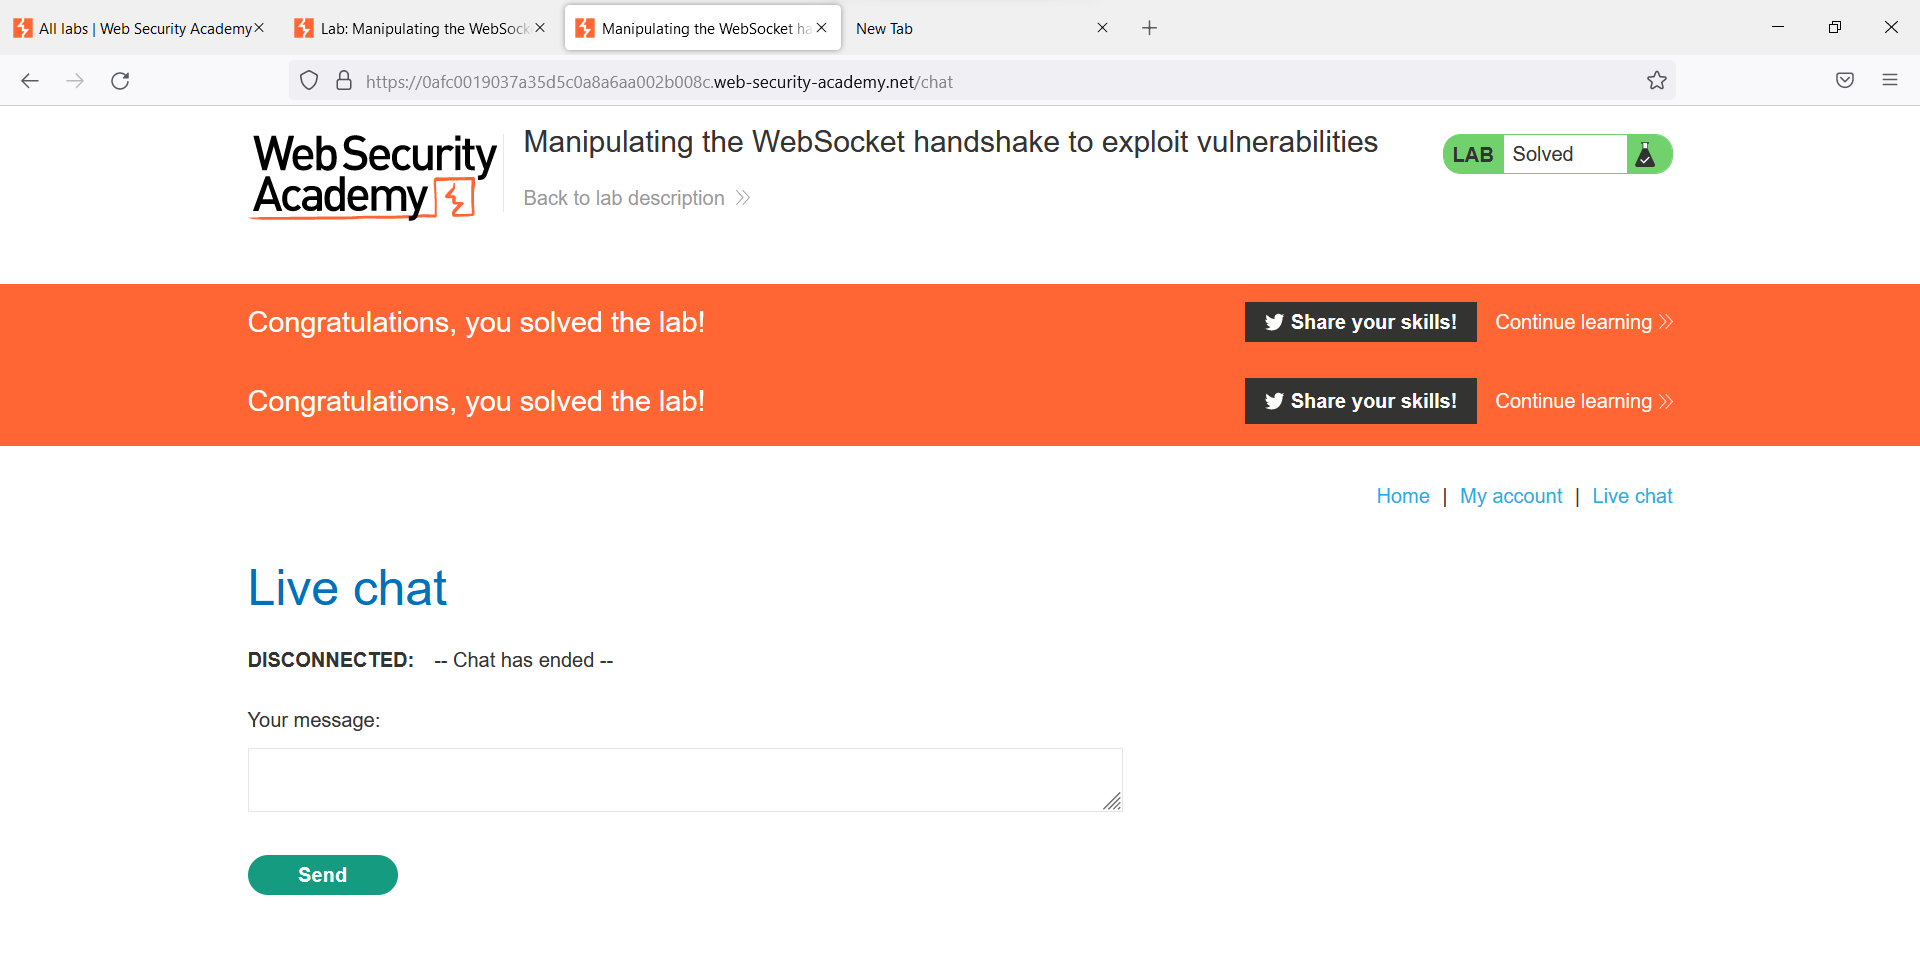 All labs | Web Security Academy
Lab: Manipulating the WebSock
Manipulating the WebSocket ha
New Tab
https://0afc0019037a35d5c0a8a6aa002b008c.web-security-academy.net/chat
Web Security
Academy
Manipulating the WebSocket handshake to exploit vulnerabilities
Back to lab description
LAB Solved
Congratulations, you solved the lab!
Share your skills!
Continue learning
Congratulations, you solved the lab!
Share your skills!
Continue learning
Home | My account | Live chat
Live chat
DISCONNECTED: -- Chat has ended --
Your message:
Send